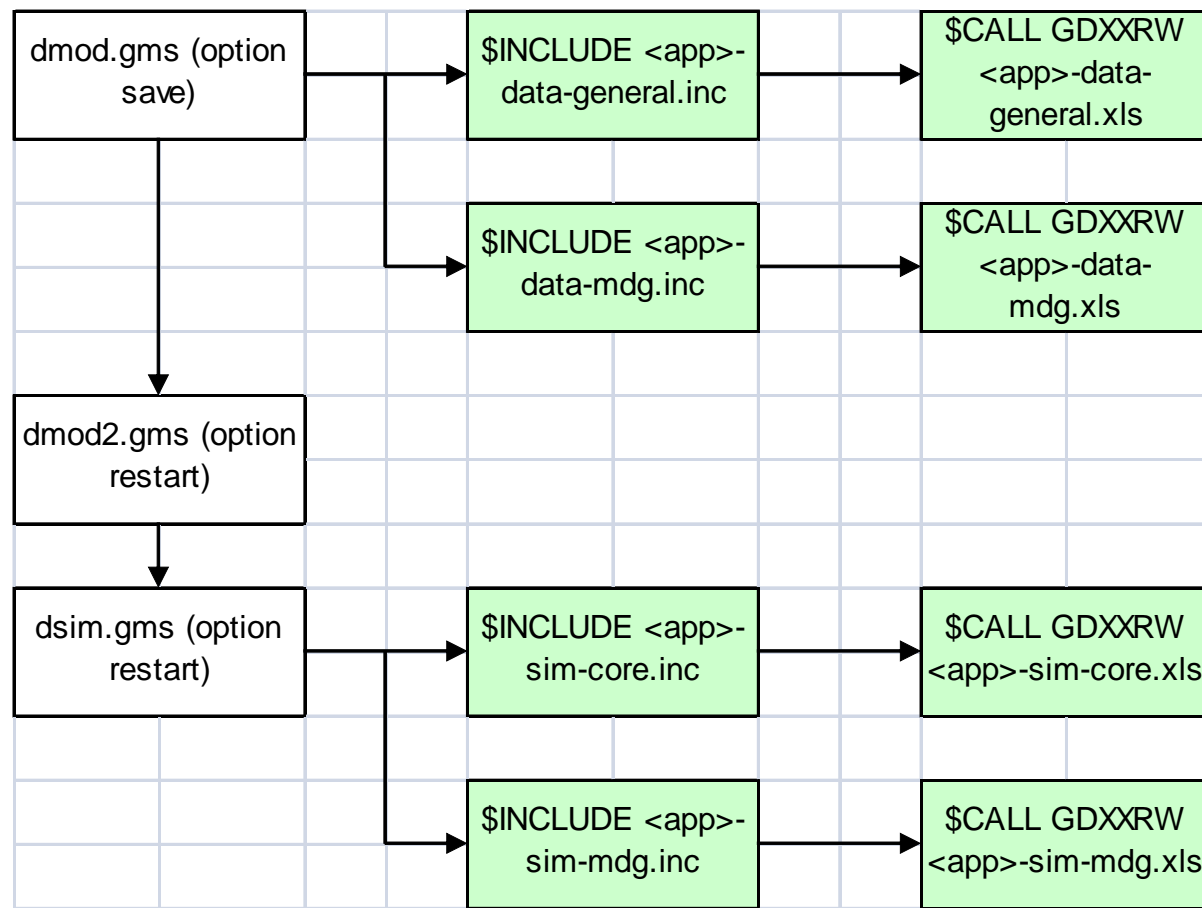 dmod.gms (option
save)
$INCLUDE <app>-
data-general.inc
$CALL GDXXRW
<app>-data-
general.xls
$INCLUDE <app>-
data-mdg.inc
$CALL GDXXRW
<app>-data-
mdg.xls
dmod2.gms (option
restart)
dsim.gms (option
restart)
$INCLUDE <app>-
sim-core.inc
$CALL GDXXRW
<app>-sim-core.xls
$INCLUDE <app>-
sim-mdg.inc
$CALL GDXXRW
<app>-sim-mdg.xls